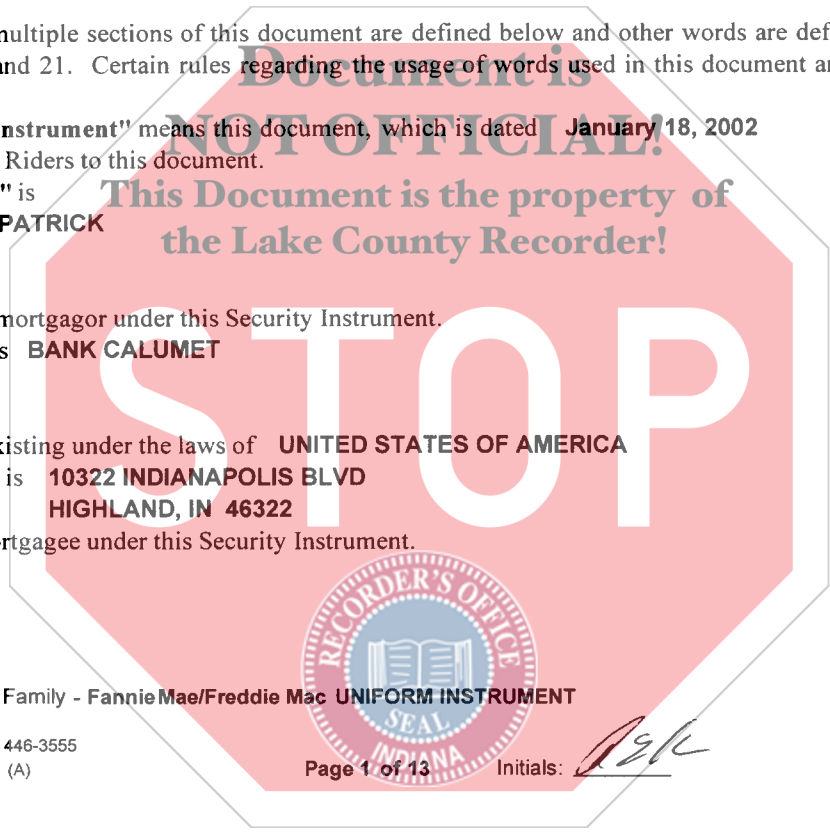 multiple sections of this document are defined below and other words are def
and 21. Certain rules regarding the usage of words used in this document ar
Document is
nstrument" means this document, which is dated January 18, 2002
NOT OFFICIAL!
Riders to this document.
" is
This Document is the property of
PATRICK
the Lake County Recorder!
mortgagor under this Security Instrument.
s BANK CALUMET
STOP
xisting under the laws of UNITED STATES OF AMERICA
is 10322 INDIANAPOLIS BLVD
HIGHLAND, IN 46322
ortgagee under this Security Instrument.
RECORDER'S OFFICE
Family - Fannie Mae/Freddie Mac UNIFORM INSTRUMENT
SEAL
INDIANA
446-3555
(A)
Page 1 of 13
Initials: